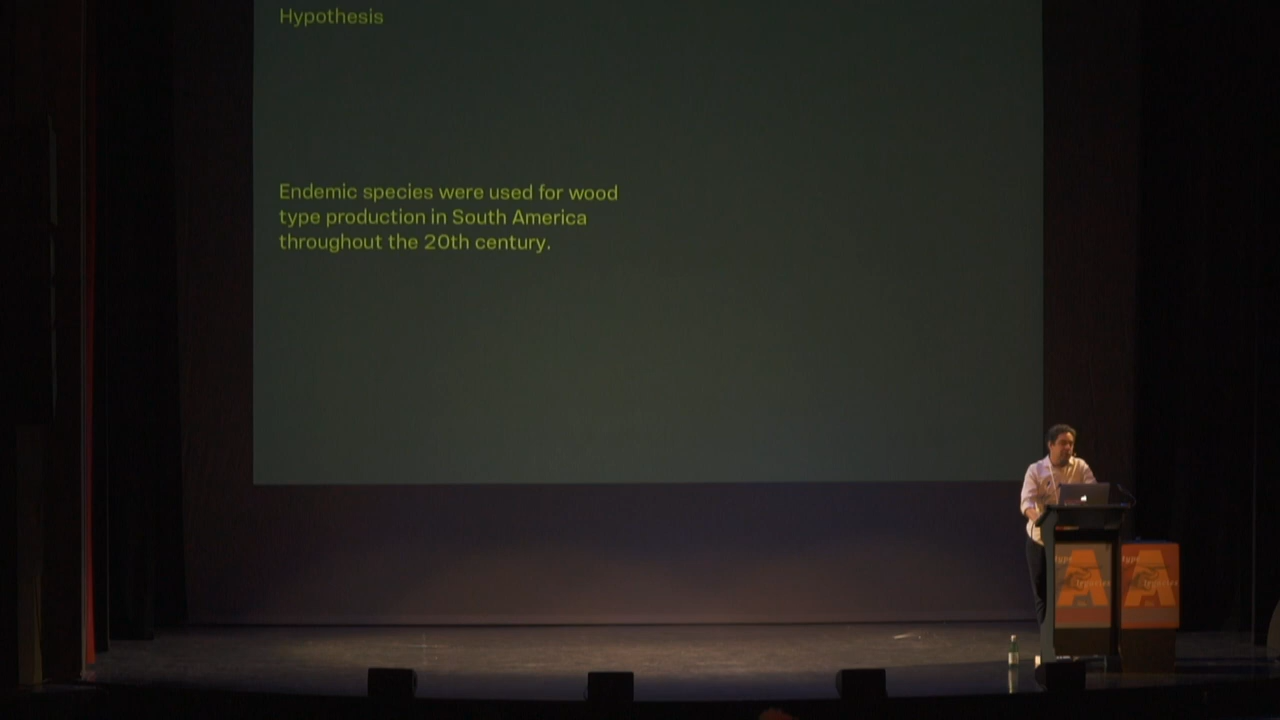 Hypothesis
Endemic species were used for wood
type production in South America
throughout the 20th century.
A
A